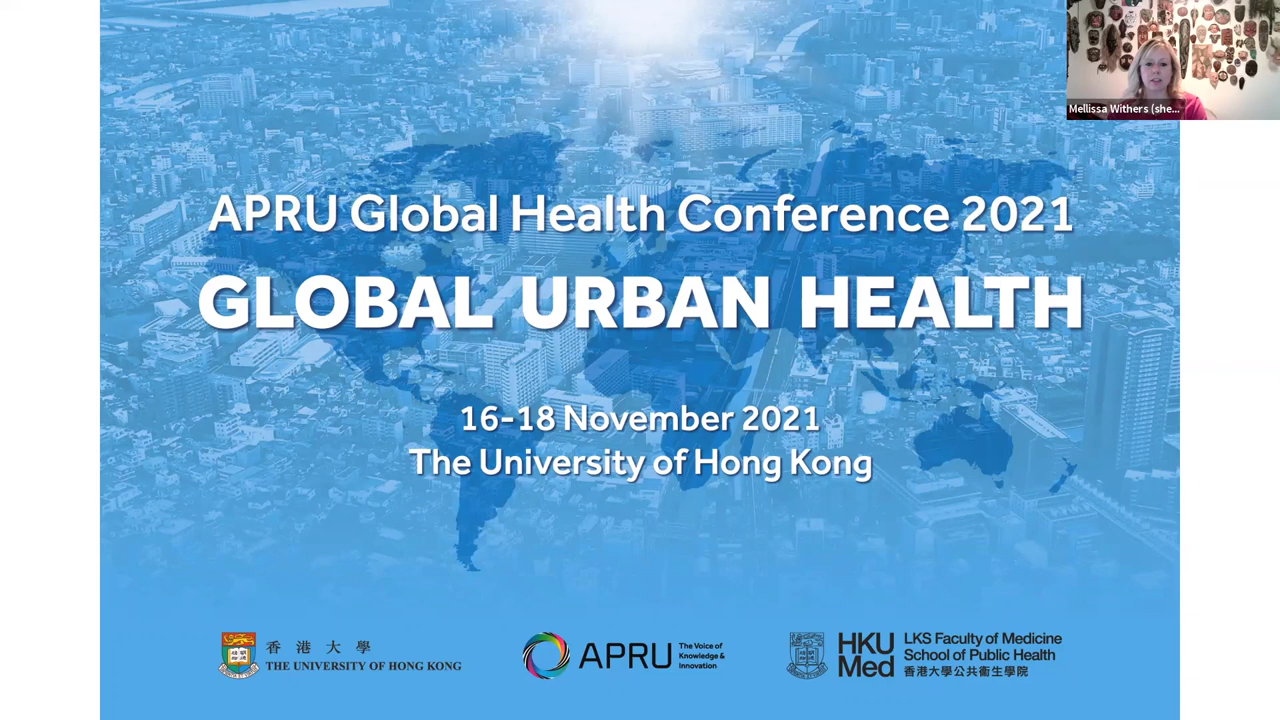 Mellissa Withers (she...
APRU Global Health Conference 2021
GLOBAL URBAN HEALTH
16-18 November 2021
The University of Hong Kong
香港大學
THE UNIVERSITY OF HONG KONG
APRU
The Voice of
Knowledge &
Innovation
HKU
Med
LKS Faculty of Medicine
School of Public Health
香港大學公共衞生學院